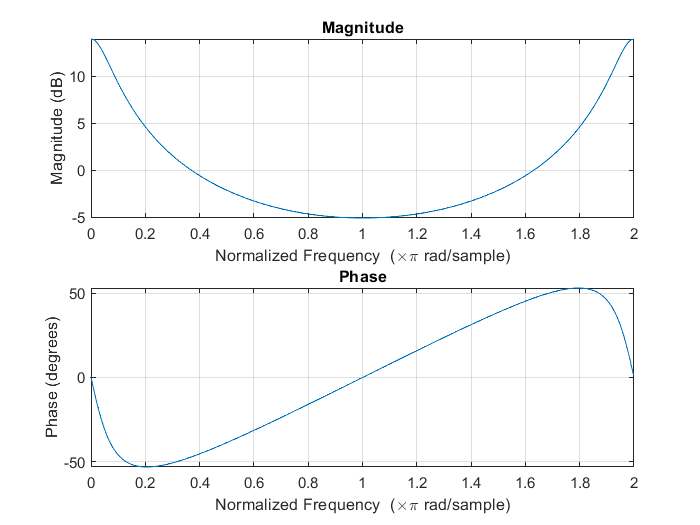 Magnitude
Magnitude (dB)
10
5
0
-5
0 0.2 0.4 0.6 0.8 1 1.2 1.4 1.6 1.8 2
Normalized Frequency (×π rad/sample)
Phase
Phase (degrees)
50
0
-50
0 0.2 0.4 0.6 0.8 1 1.2 1.4 1.6 1.8 2
Normalized Frequency (×π rad/sample)